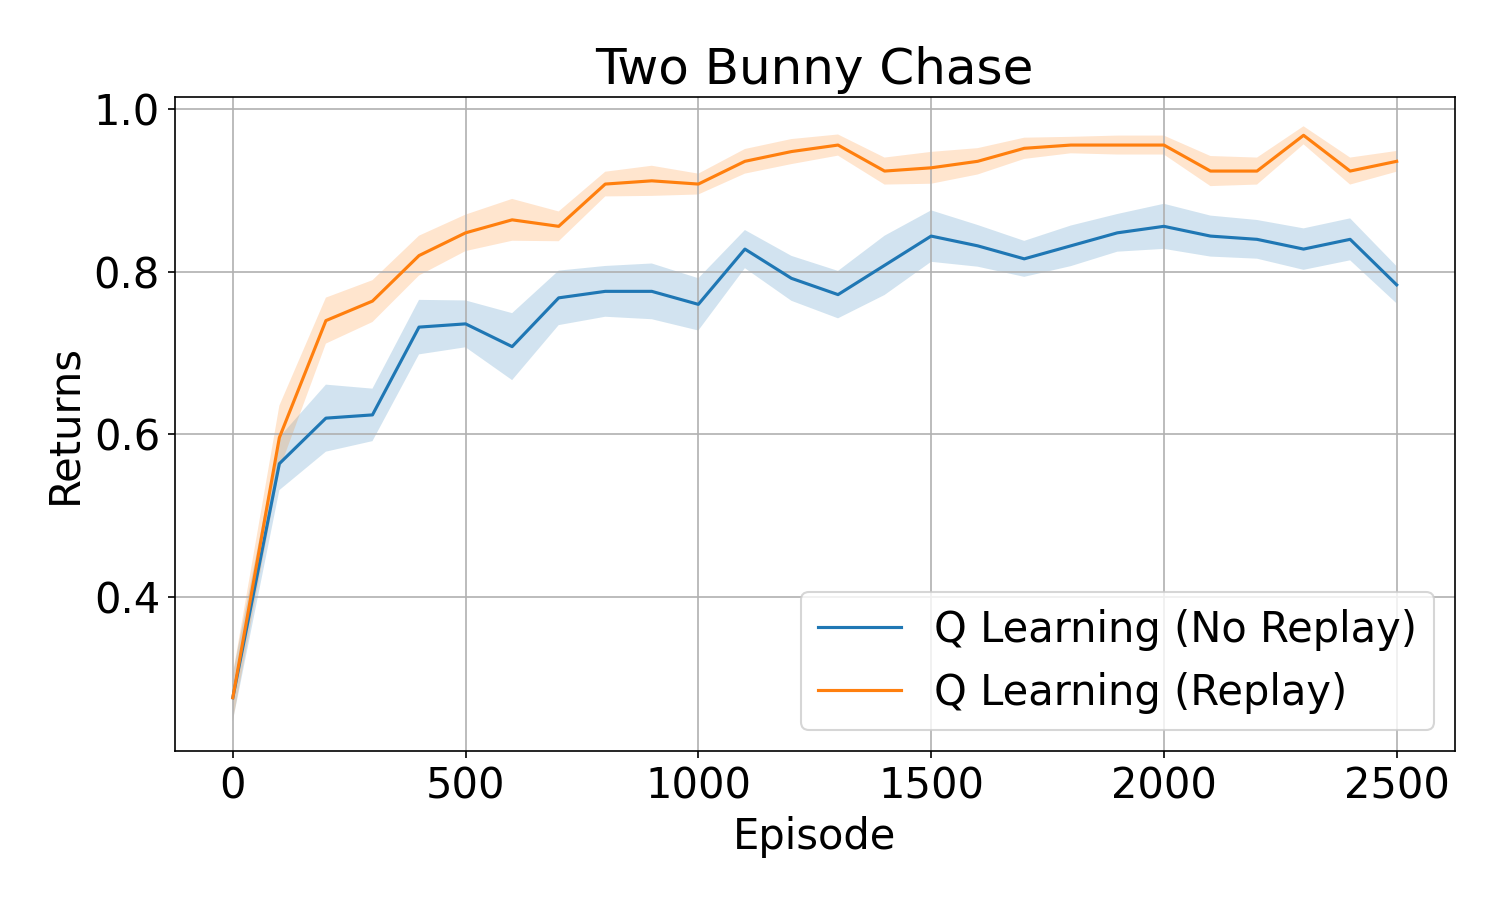 Two Bunny Chase
1.0
0.8
0.6
0.4
Returns
0 500 1000 1500 2000 2500
Episode
Q Learning (No Replay)
Q Learning (Replay)